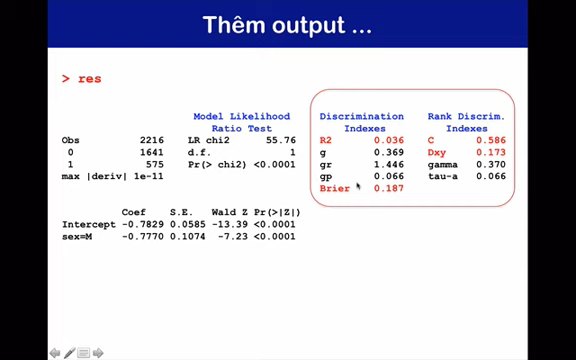 Thêm output ...
> res
Model Likelihood Discrimination Rank Discrim.
Ratio Test Indexes Indexes
Obs 2216 LR chi2 55.76 R2 0.036 C 0.586
0 1641 d.f. 1 g 0.369 Dxy 0.173
1 575 Pr(> chi2) <0.0001 gr 1.446 gamma 0.370
max |deriv| 1e-11 gp 0.066 tau-a 0.066
Brier 0.187
Coef S.E. Wald Z Pr(>|Z|)
Intercept -0.7829 0.0585 -13.39 <0.0001
sex=M -0.7770 0.1074 -7.23 <0.0001